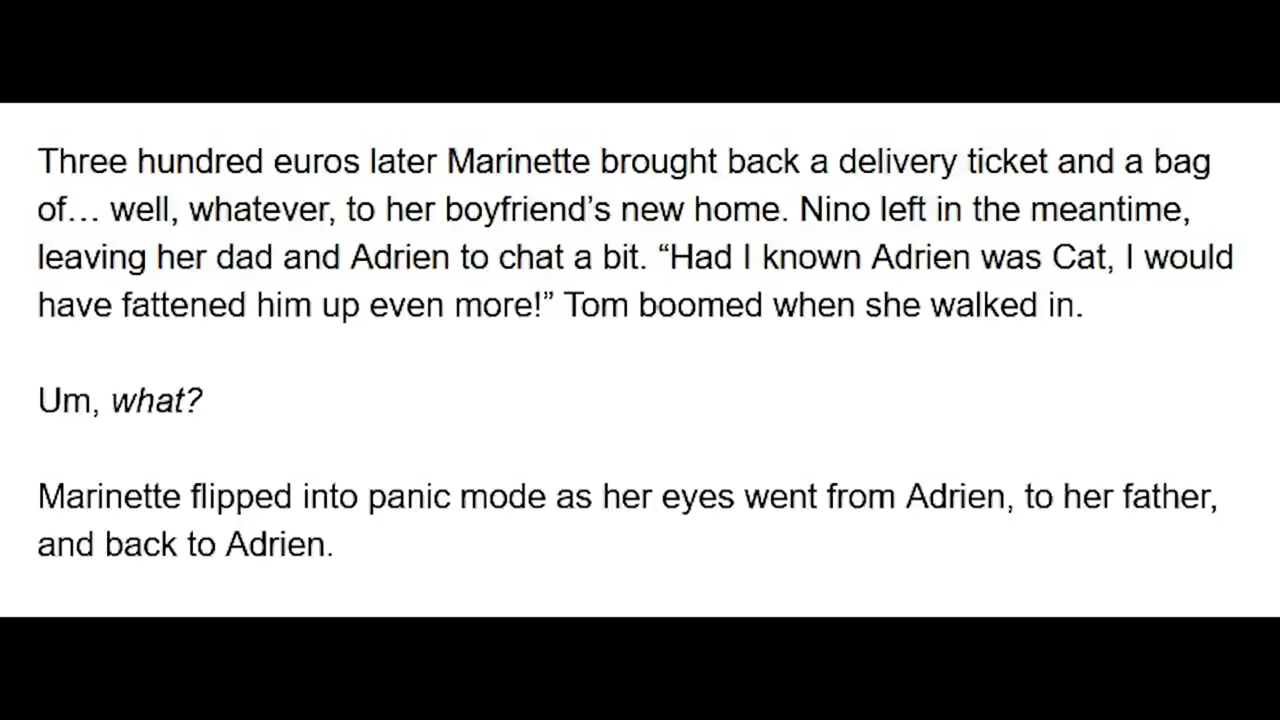 Three hundred euros later Marinette brought back a delivery ticket and a bag
of… well, whatever, to her boyfriend’s new home. Nino left in the meantime,
leaving her dad and Adrien to chat a bit. “Had I known Adrien was Cat, I would
have fattened him up even more!” Tom boomed when she walked in.
Um, what?
Marinette flipped into panic mode as her eyes went from Adrien, to her father,
and back to Adrien.